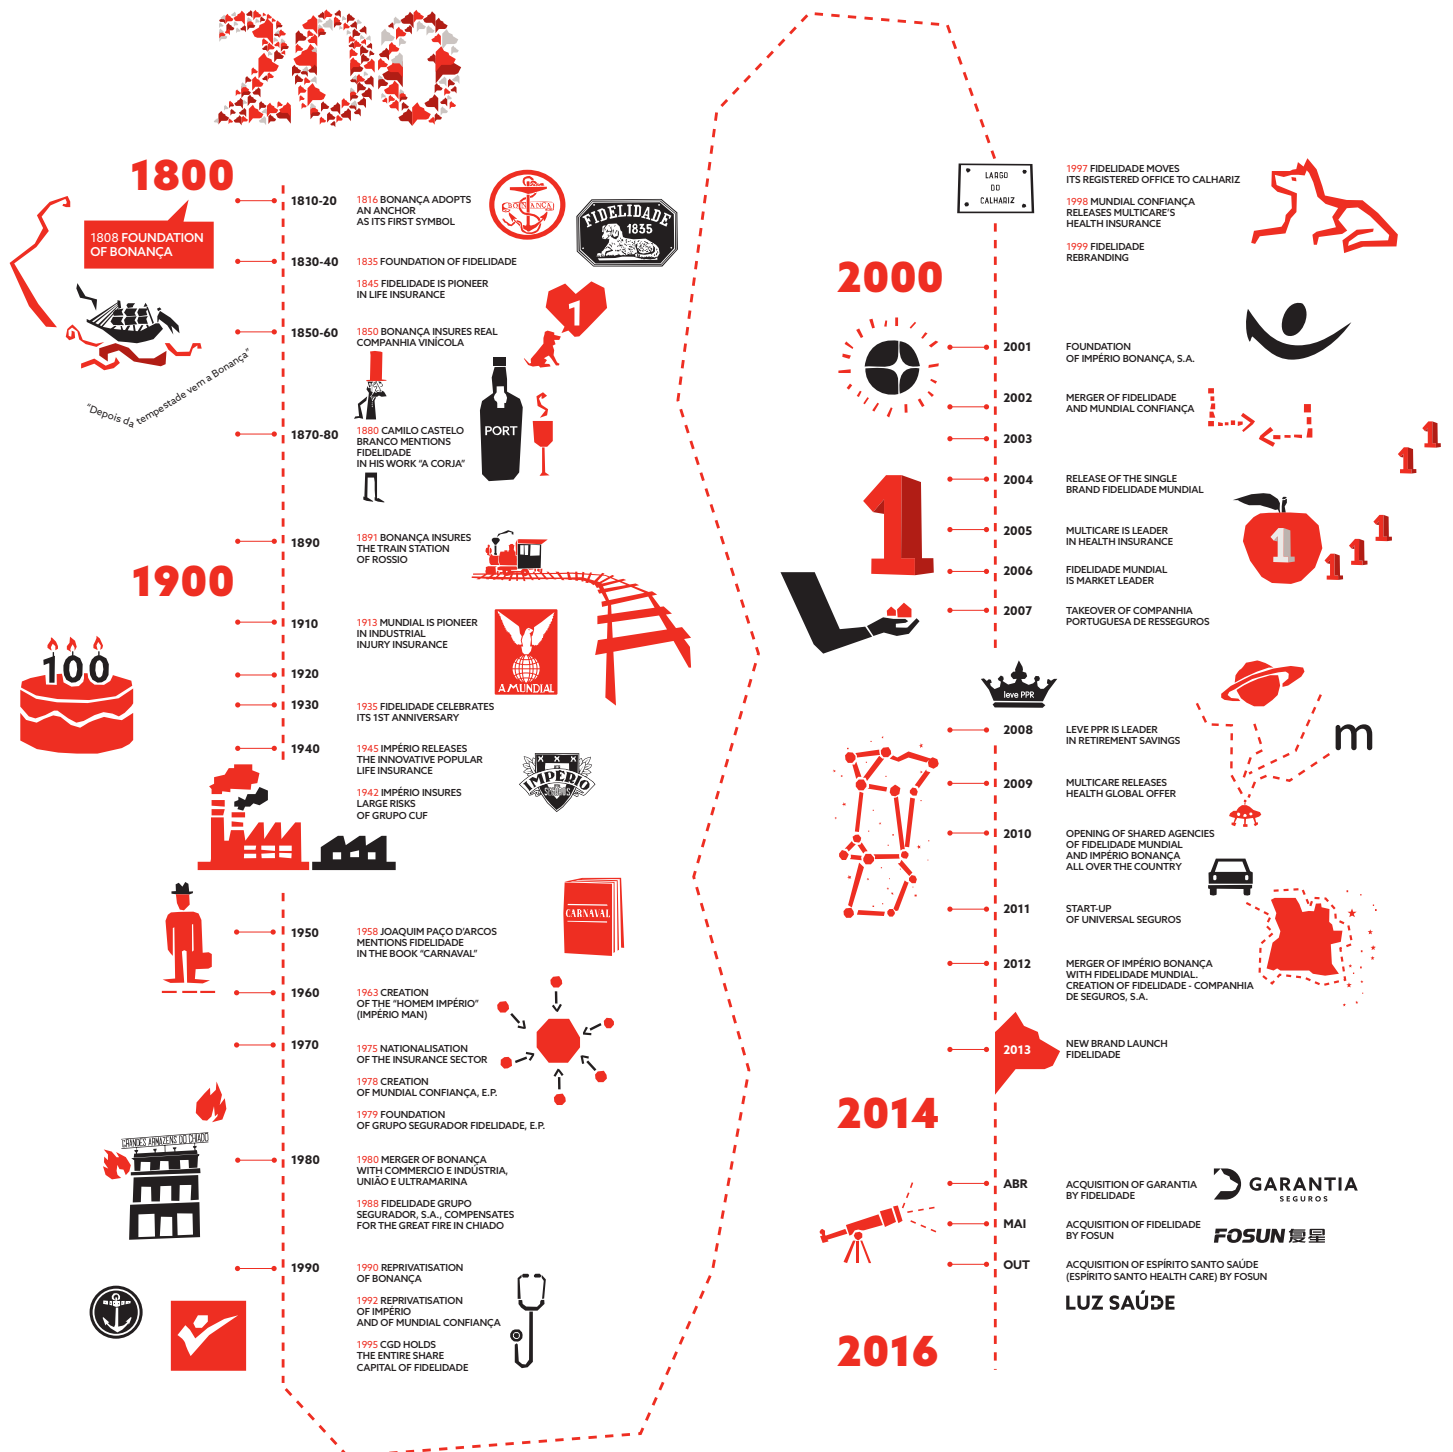 200
1800
1808 FOUNDATION
OF BONANÇA
"Depois da tempestade vem a Bonança"
1810-20
1816 BONANÇA ADOPTS
AN ANCHOR
AS ITS FIRST SYMBOL
BONANÇA
FIDELIDADE
1835
1830-40
1835 FOUNDATION OF FIDELIDADE
1845 FIDELIDADE IS PIONEER
IN LIFE INSURANCE
1
1850-60
1850 BONANÇA INSURES REAL
COMPANHIA VINÍCOLA
PORT
1870-80
1880 CAMILO CASTELO
BRANCO MENTIONS
FIDELIDADE
IN HIS WORK "A CORJA"
1890
1891 BONANÇA INSURES
THE TRAIN STATION
OF ROSSIO
1900
1910
1913 MUNDIAL IS PIONEER
IN INDUSTRIAL
INJURY INSURANCE
A MUNDIAL
100
1920
1930
1935 FIDELIDADE CELEBRATES
ITS 1ST ANNIVERSARY
1940
1945 IMPÉRIO RELEASES
THE INNOVATIVE POPULAR
LIFE INSURANCE
1942 IMPÉRIO INSURES
LARGE RISKS
OF GRUPO CUF
IMPERIO
1950
1958 JOAQUIM PAÇO D'ARCOS
MENTIONS FIDELIDADE
IN THE BOOK "CARNAVAL"
CARNAVAL
1960
1963 CREATION
OF THE "HOMEM IMPÉRIO"
(IMPÉRIO MAN)
1970
1975 NATIONALISATION
OF THE INSURANCE SECTOR
1978 CREATION
OF MUNDIAL CONFIANÇA, E.P.
1979 FOUNDATION
OF GRUPO SEGURADOR FIDELIDADE, E.P.
GRANDES ARMAZENS DO CHIADO
1980
1980 MERGER OF BONANÇA
WITH COMMERCIO E INDÚSTRIA,
UNIÃO E ULTRAMARINA
1988 FIDELIDADE GRUPO
SEGURADOR, S.A., COMPENSATES
FOR THE GREAT FIRE IN CHIADO
1990
1990 REPRIVATISATION
OF BONANÇA
1992 REPRIVATISATION
OF IMPÉRIO
AND OF MUNDIAL CONFIANÇA
1995 CGD HOLDS
THE ENTIRE SHARE
CAPITAL OF FIDELIDADE
LARGO
DO
CALHARIZ
1997 FIDELIDADE MOVES
ITS REGISTERED OFFICE TO CALHARIZ
1998 MUNDIAL CONFIANÇA
RELEASES MULTICARE'S
HEALTH INSURANCE
1999 FIDELIDADE
REBRANDING
2000
2001
FOUNDATION
OF IMPÉRIO BONANÇA, S.A.
2002
MERGER OF FIDELIDADE
AND MUNDIAL CONFIANÇA
2003
2004
RELEASE OF THE SINGLE
BRAND FIDELIDADE MUNDIAL
1
2005
MULTICARE IS LEADER
IN HEALTH INSURANCE
1
1
1
1
1
1
2006
FIDELIDADE MUNDIAL
IS MARKET LEADER
2007
TAKEOVER OF COMPANHIA
PORTUGUESA DE RESSEGUROS
leve PPR
2008
LEVE PPR IS LEADER
IN RETIREMENT SAVINGS
m
2009
MULTICARE RELEASES
HEALTH GLOBAL OFFER
2010
OPENING OF SHARED AGENCIES
OF FIDELIDADE MUNDIAL
AND IMPÉRIO BONANÇA
ALL OVER THE COUNTRY
2011
START-UP
OF UNIVERSAL SEGUROS
2012
MERGER OF IMPÉRIO BONANÇA
WITH FIDELIDADE MUNDIAL.
CREATION OF FIDELIDADE - COMPANHIA
DE SEGUROS, S.A.
2013
NEW BRAND LAUNCH
FIDELIDADE
2014
ABR
ACQUISITION OF GARANTIA
BY FIDELIDADE
GARANTIA
SEGUROS
MAI
ACQUISITION OF FIDELIDADE
BY FOSUN
FOSUN 复星
OUT
ACQUISITION OF ESPÍRITO SANTO SAÚDE
(ESPÍRITO SANTO HEALTH CARE) BY FOSUN
LUZ SAÚDE
2016